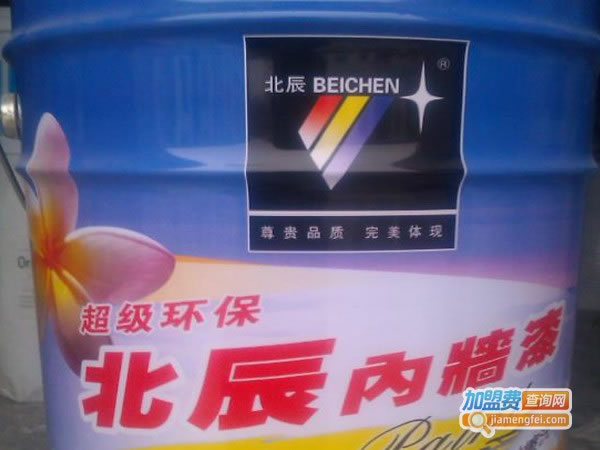 北辰 BEICHEN
®
尊贵品质 完美体现
超级环保
北辰内牆漆
加盟费查询网
jiamengfei.com